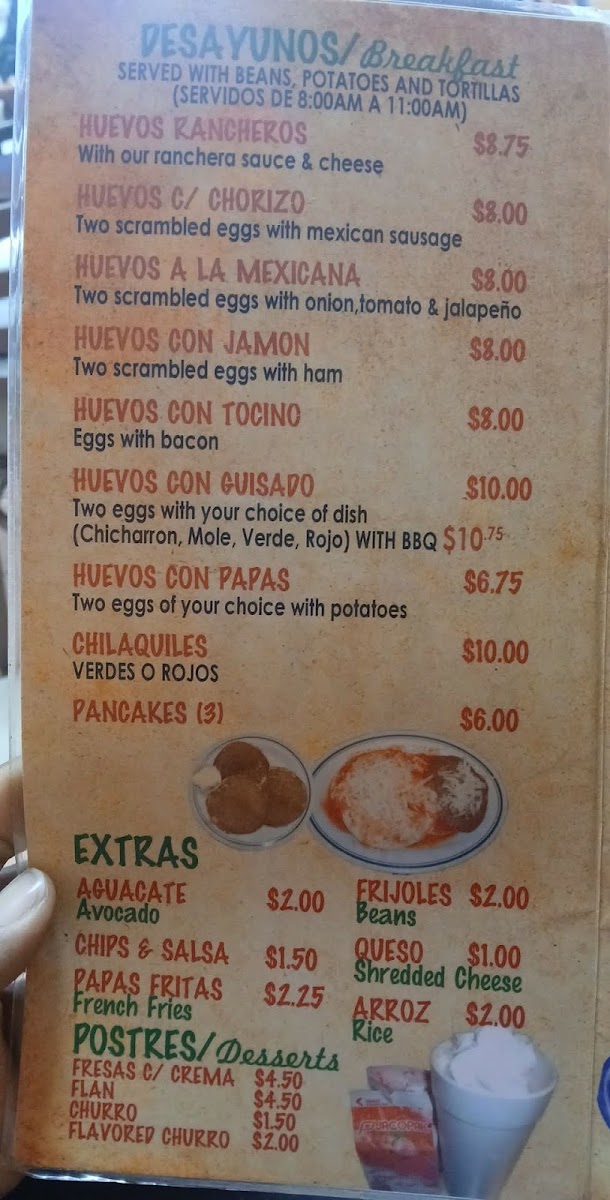 DESAYUNOS/Breakfast
SERVED WITH BEANS, POTATOES AND TORTILLAS
(SERVIDOS DE 8:00AM A 11:00AM)
HUEVOS RANCHEROS $8.75
With our ranchera sauce & cheese
HUEVOS C/ CHORIZO $8.00
Two scrambled eggs with mexican sausage
HUEVOS A LA MEXICANA $8.00
Two scrambled eggs with onion,tomato & jalapeño
HUEVOS CON JAMON $8.00
Two scrambled eggs with ham
HUEVOS CON TOCINO $8.00
Eggs with bacon
HUEVOS CON GUISADO $10.00
Two eggs with your choice of dish
(Chicharron, Mole, Verde, Rojo) WITH BBQ $10.75
HUEVOS CON PAPAS $6.75
Two eggs of your choice with potatoes
CHILAQUILES $10.00
VERDES O ROJOS
PANCAKES (3) $6.00
EXTRAS
AGUACATE $2.00
Avocado
CHIPS & SALSA $1.50
PAPAS FRITAS $2.25
French Fries
FRIJOLES $2.00
Beans
QUESO $1.00
Shredded Cheese
ARROZ $2.00
Rice
POSTRES/Desserts
FRESAS C/ CREMA $4.50
FLAN $4.50
CHURRO $1.50
FLAVORED CHURRO $2.00